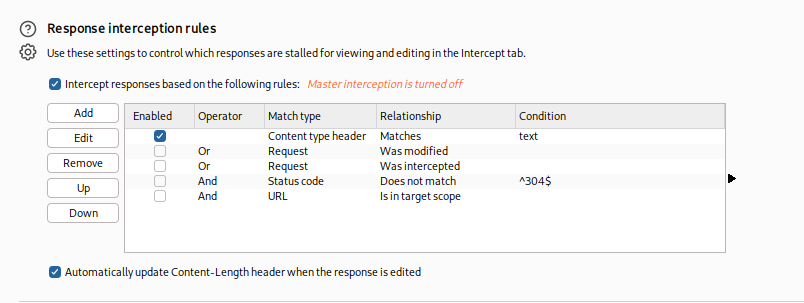 Response interception rules
Use these settings to control which responses are stalled for viewing and editing in the Intercept tab.
Intercept responses based on the following rules: Master interception is turned off
Add
Edit
Remove
Up
Down
Enabled Operator Match type Relationship Condition
Content type header Matches text
Or Request Was modified
Or Request Was intercepted
And Status code Does not match ^304$
And URL Is in target scope
Automatically update Content-Length header when the response is edited